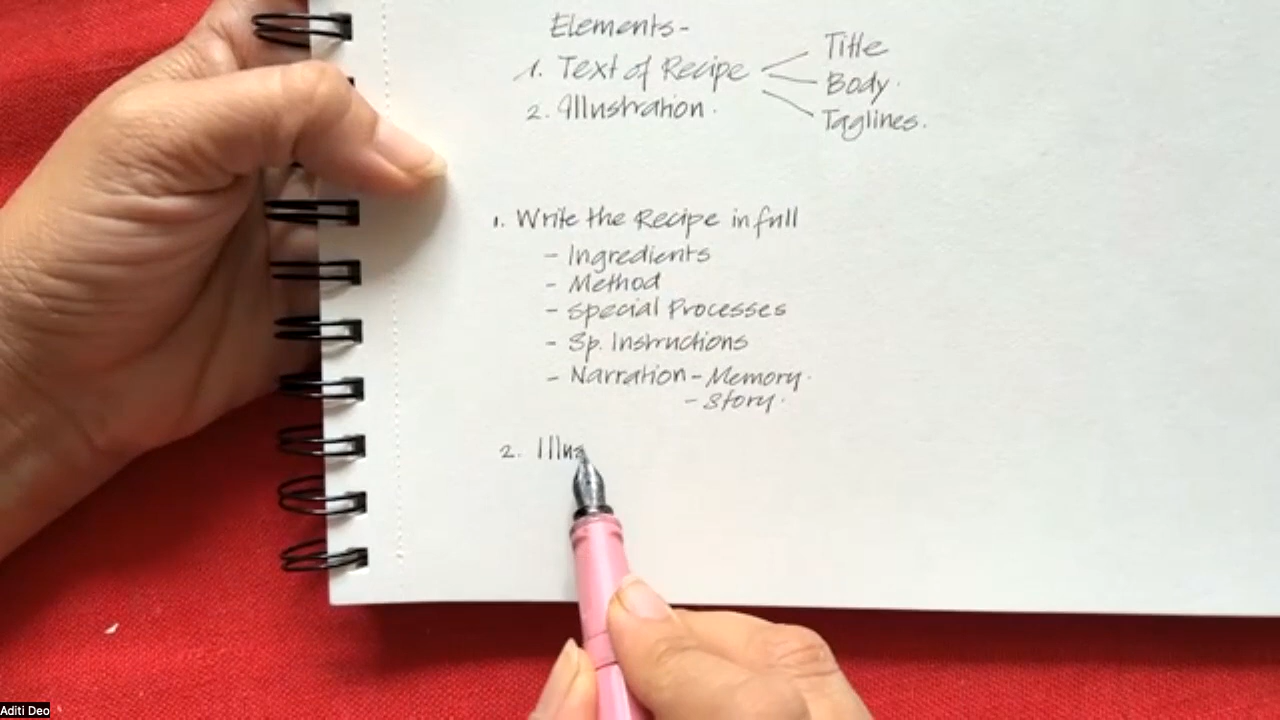 Elements-
1. Text of Recipe
Title
Body.
Taglines.
2. Illustration.
1. Write the Recipe in full
- Ingredients
- Method
- Special Processes
- Sp. Instructions
- Narration - Memory.
- Story.
2. Illus
Aditi Deo